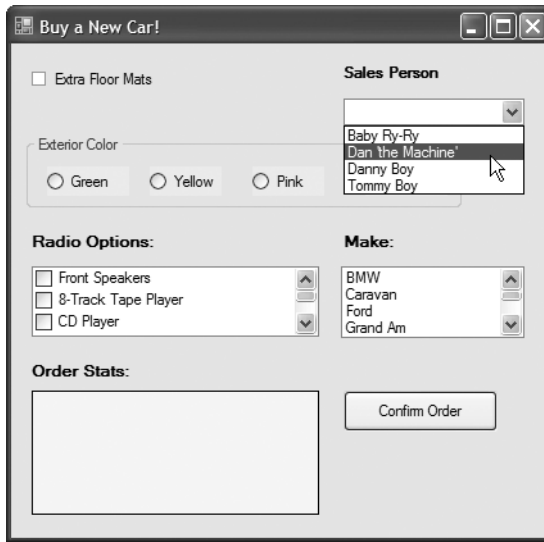 Buy a New Car!
Extra Floor Mats
Sales Person
Baby Ry-Ry
Dan 'the Machine'
Danny Boy
Tommy Boy
Exterior Color
Green Yellow Pink
Radio Options:
Front Speakers
8-Track Tape Player
CD Player
Make:
BMW
Caravan
Ford
Grand Am
Order Stats:
Confirm Order